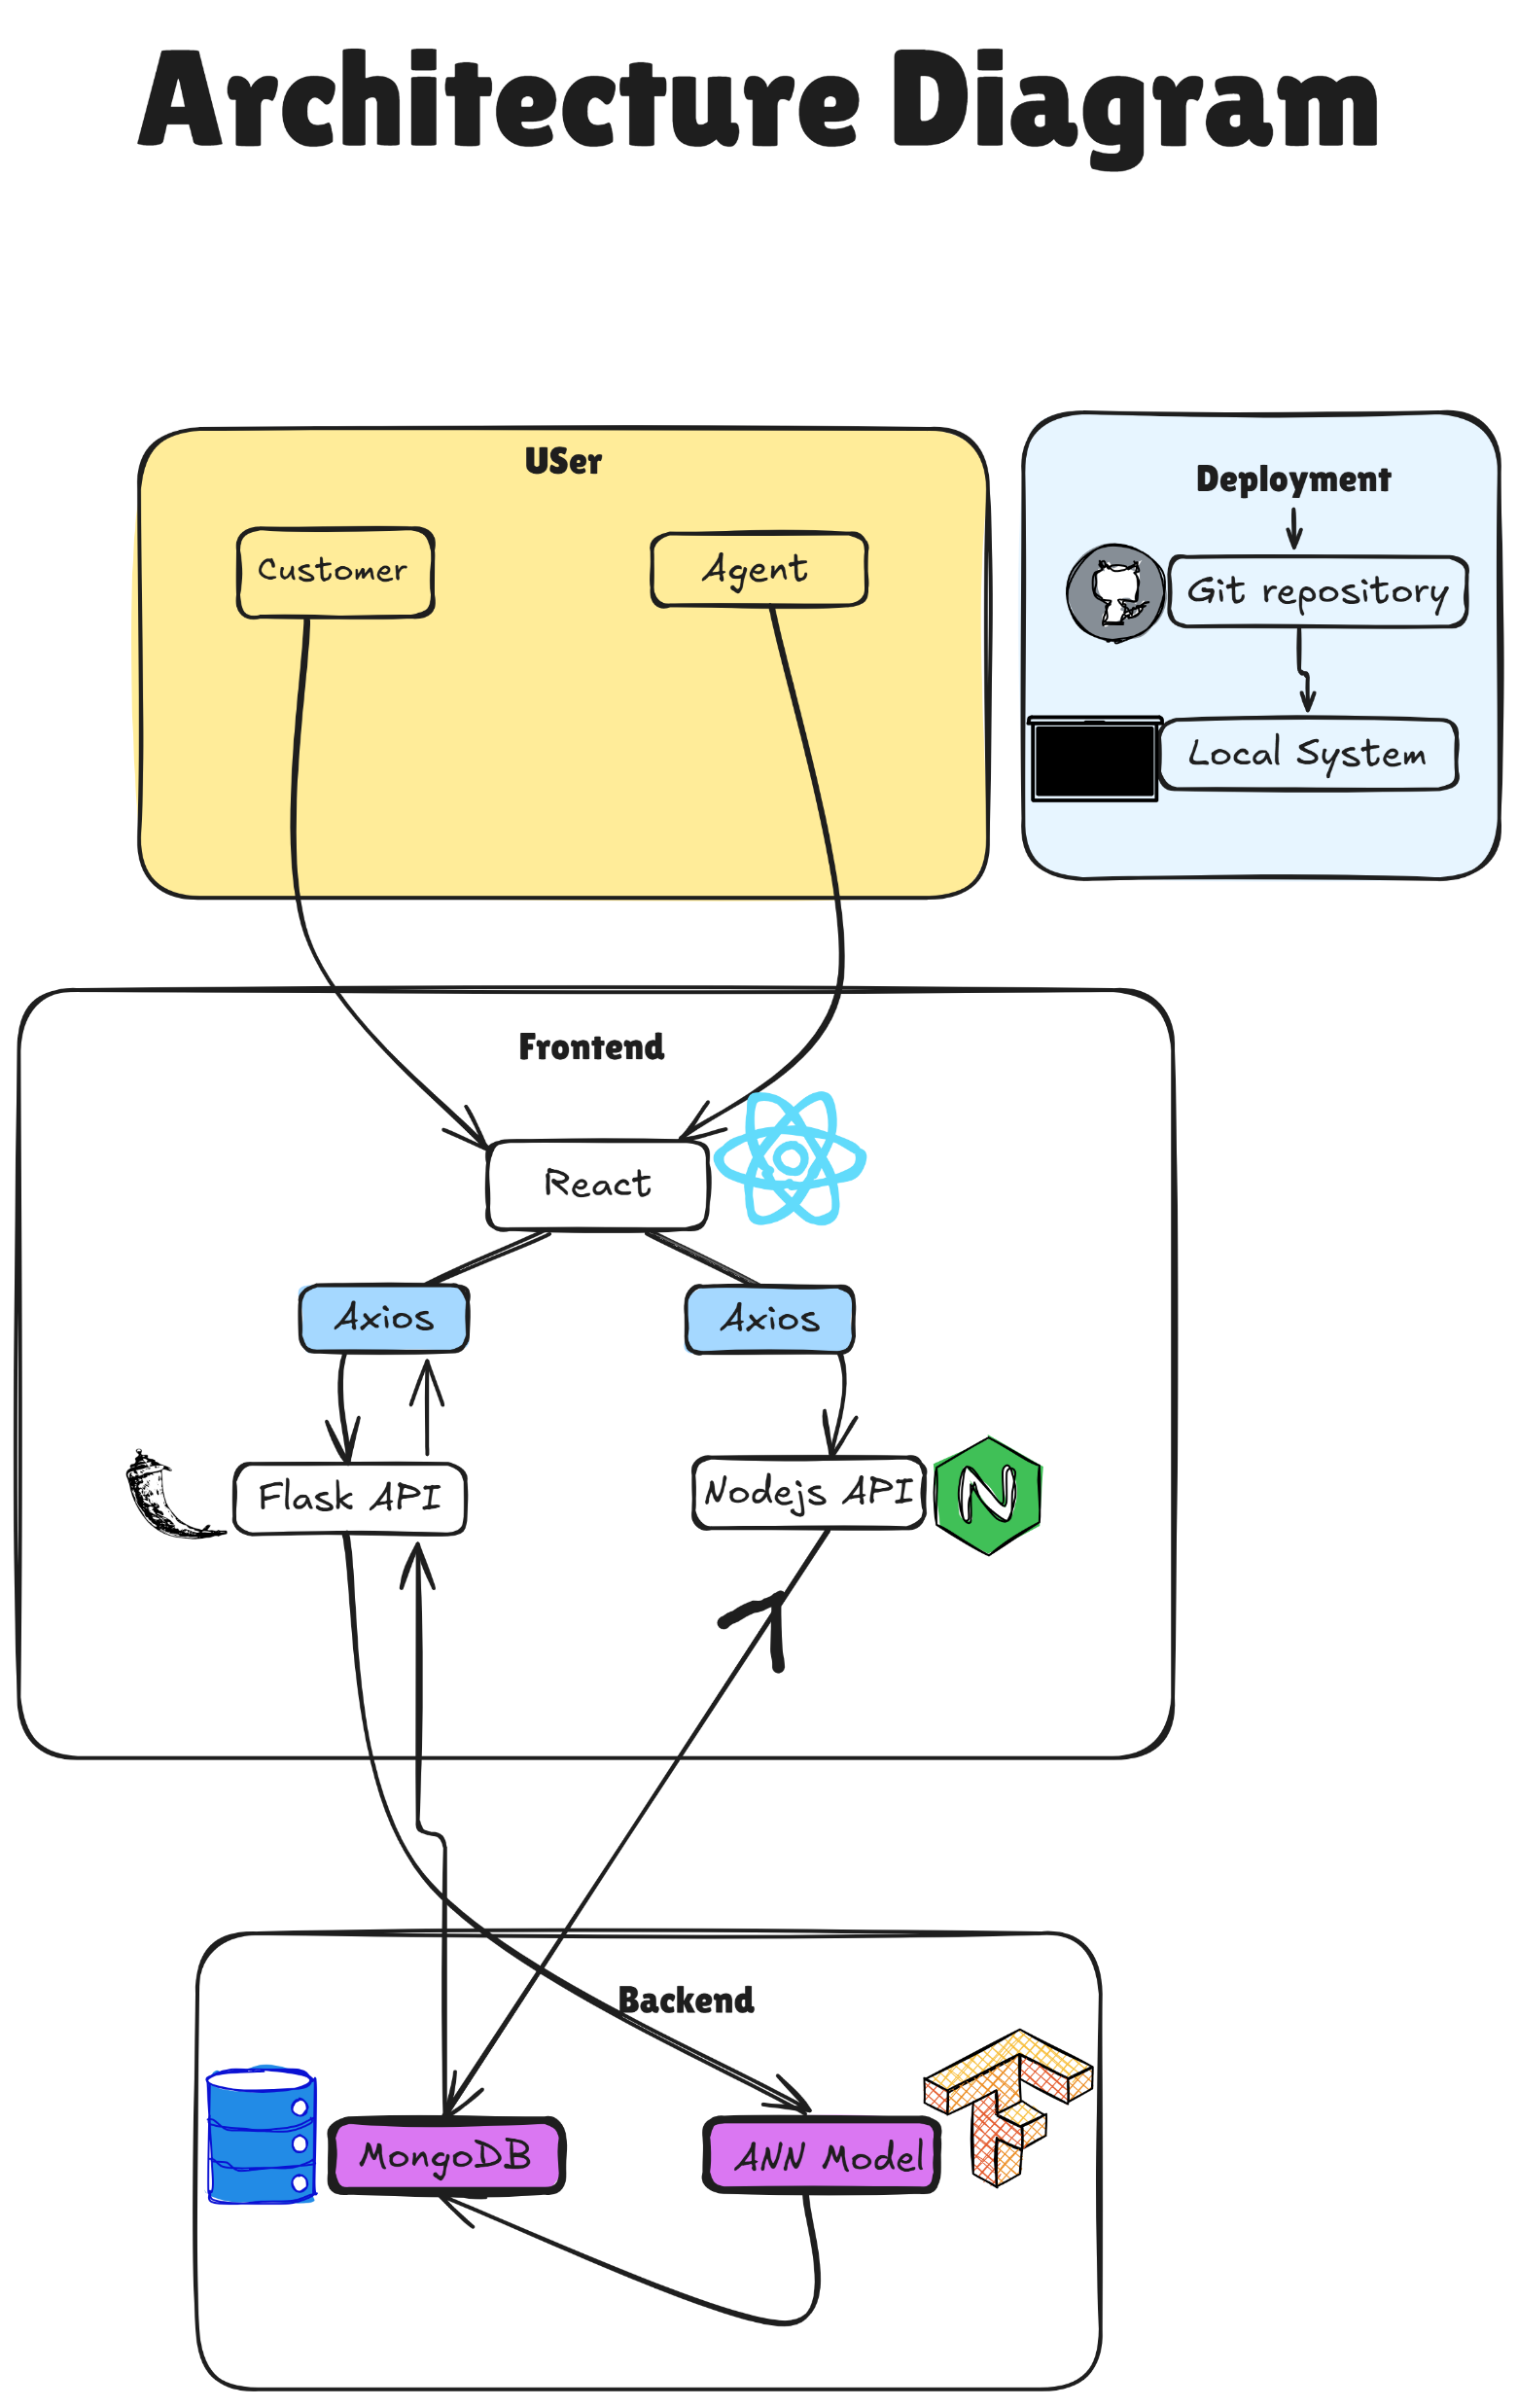 Architecture Diagram
USer
Customer
Agent
Deployment
Git repository
Local System
Frontend
React
Axios
Axios
Flask API
Nodejs API
N
Backend
MongoDB
ANN Model